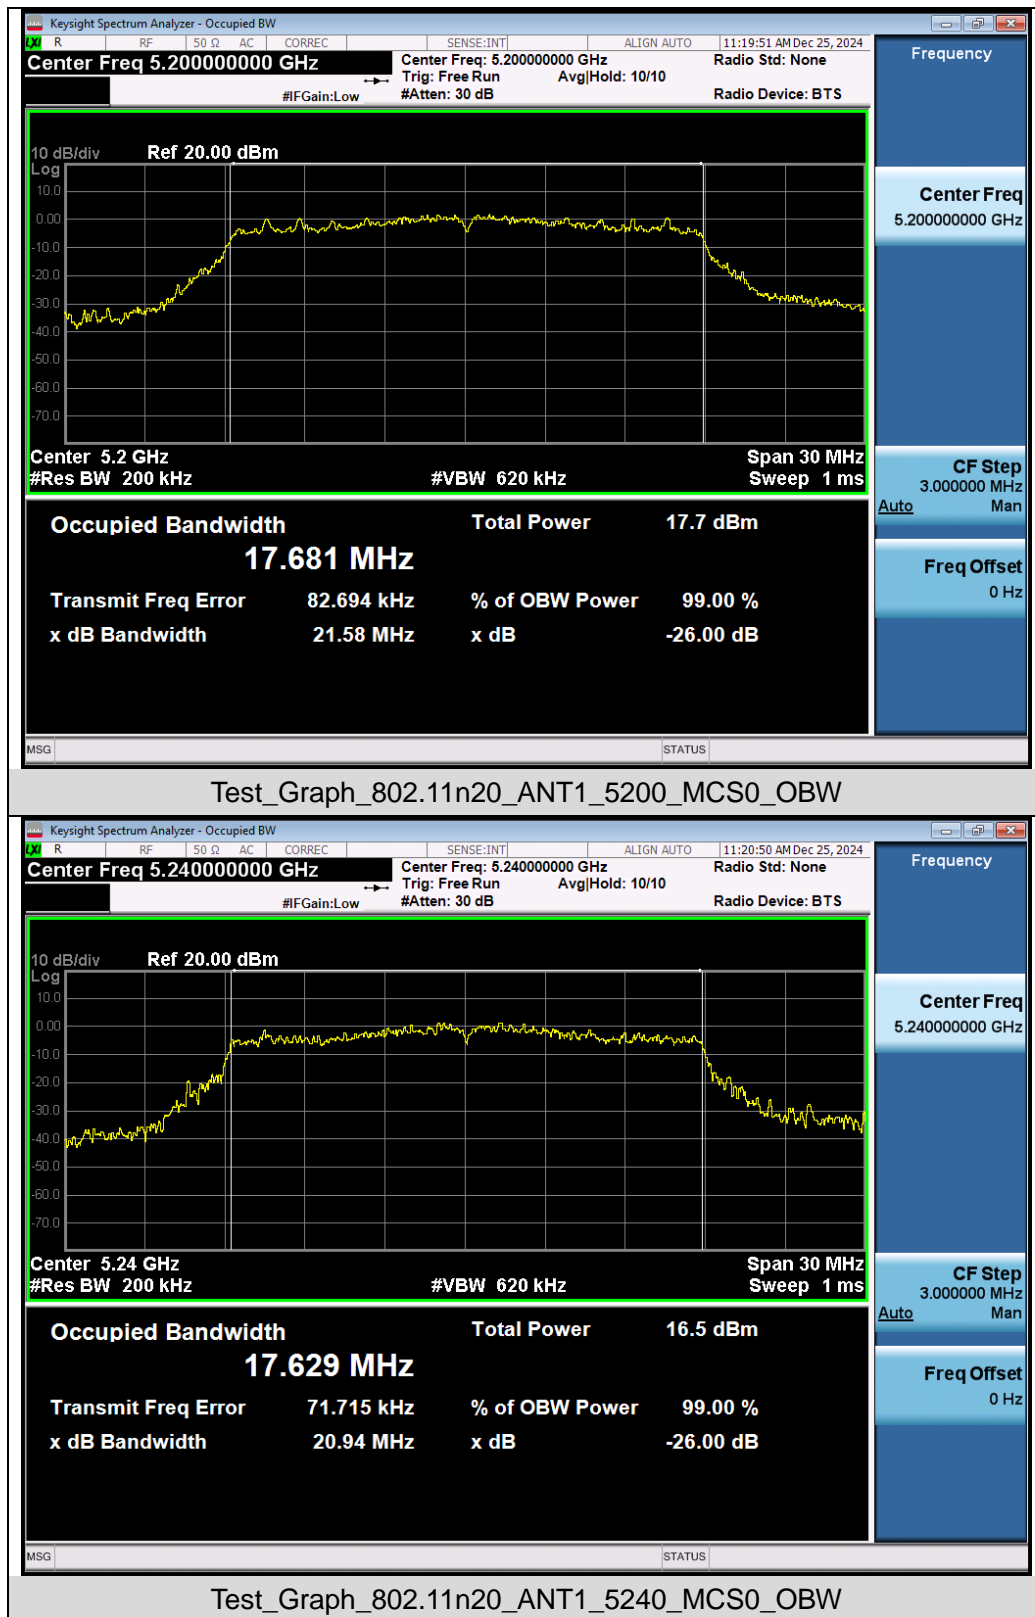 Keysight Spectrum Analyzer - Occupied BW
LXI R RF 50 Ω AC CORREC SENSE:INT ALIGN AUTO 11:19:51 AM Dec 25, 2024
Center Freq 5.200000000 GHz
Center Freq: 5.200000000 GHz
Radio Std: None
Trig: Free Run Avg|Hold: 10/10
#IFGain:Low
#Atten: 30 dB
Radio Device: BTS
Frequency
10 dB/div Ref 20.00 dBm
Log
10.0
0.00
-10.0
-20.0
-30.0
-40.0
-50.0
-60.0
-70.0
Center 5.2 GHz Span 30 MHz
#Res BW 200 kHz #VBW 620 kHz Sweep 1 ms
Center Freq
5.200000000 GHz
CF Step
3.000000 MHz
Auto Man
Freq Offset
0 Hz
Occupied Bandwidth Total Power 17.7 dBm
17.681 MHz
Transmit Freq Error 82.694 kHz % of OBW Power 99.00 %
x dB Bandwidth 21.58 MHz x dB -26.00 dB
MSG STATUS
Test_Graph_802.11n20_ANT1_5200_MCS0_OBW
Keysight Spectrum Analyzer - Occupied BW
LXI R RF 50 Ω AC CORREC SENSE:INT ALIGN AUTO 11:20:50 AM Dec 25, 2024
Center Freq 5.240000000 GHz
Center Freq: 5.240000000 GHz
Radio Std: None
Trig: Free Run Avg|Hold: 10/10
#IFGain:Low
#Atten: 30 dB
Radio Device: BTS
Frequency
10 dB/div Ref 20.00 dBm
Log
10.0
0.00
-10.0
-20.0
-30.0
-40.0
-50.0
-60.0
-70.0
Center 5.24 GHz Span 30 MHz
#Res BW 200 kHz #VBW 620 kHz Sweep 1 ms
Center Freq
5.240000000 GHz
CF Step
3.000000 MHz
Auto Man
Freq Offset
0 Hz
Occupied Bandwidth Total Power 16.5 dBm
17.629 MHz
Transmit Freq Error 71.715 kHz % of OBW Power 99.00 %
x dB Bandwidth 20.94 MHz x dB -26.00 dB
MSG STATUS
Test_Graph_802.11n20_ANT1_5240_MCS0_OBW